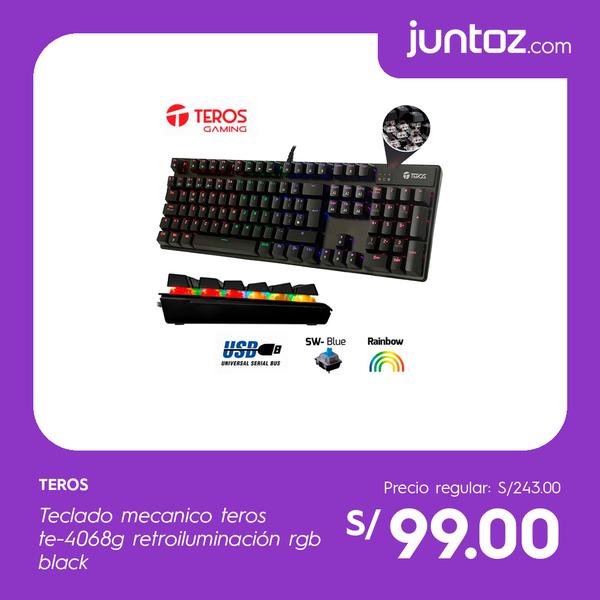 juntoz.com
TEROS
GAMING
TEROS
USB
UNIVERSAL SERIAL BUS
SW- Blue
Rainbow
TEROS
Teclado mecanico teros
te-4068g retroiluminación rgb
black
Precio regular: S/243.00
S/ 99.00